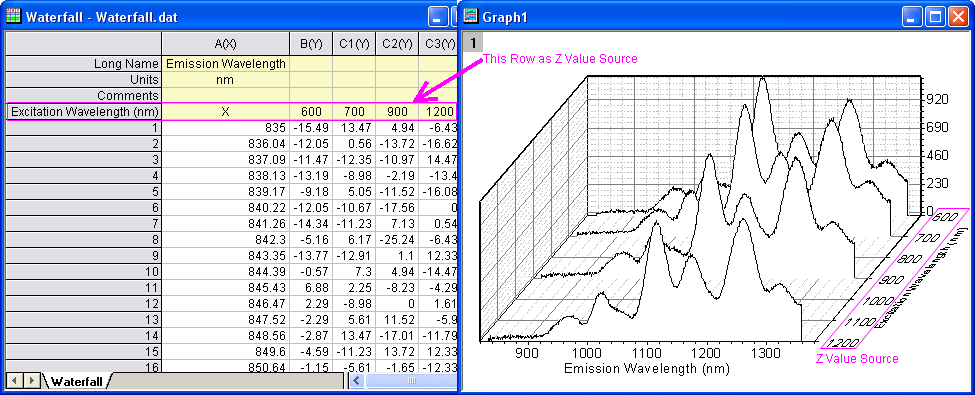 Waterfall - Waterfall.dat
A(X) B(Y) C1(Y) C2(Y) C3(Y)
Long Name Emission Wavelength
Units nm
Comments
Excitation Wavelength (nm) X 600 700 900 1200
1 835 -15.49 13.47 4.94 -6.43
2 836.04 -12.05 0.56 -13.72 -16.62
3 837.09 -11.47 -12.35 -10.97 14.47
4 838.13 -13.19 -8.98 -2.19 -13.4
5 839.17 -9.18 5.05 -11.52 -16.08
6 840.22 -12.05 -10.67 -17.56 0
7 841.26 -14.34 -11.23 7.13 0.54
8 842.3 -5.16 6.17 -25.24 -6.43
9 843.35 -13.77 -12.91 1.1 12.33
10 844.39 -0.57 7.3 4.94 -14.47
11 845.43 6.88 2.25 -8.23 -4.29
12 846.47 2.29 -8.98 0 1.61
13 847.52 -2.29 5.61 11.52 -5.9
14 848.56 -2.87 13.47 -17.01 -11.79
15 849.6 -4.59 -11.23 13.72 12.33
16 850.64 -1.15 -5.61 -1.65 -12.33
Waterfall
Graph1
1
This Row as Z Value Source
920
690
460
230
0
600
700
800
900
1000
1100
1200
Excitation Wavelength (nm)
900 1000 1100 1200 1300
Emission Wavelength (nm)
Z Value Source